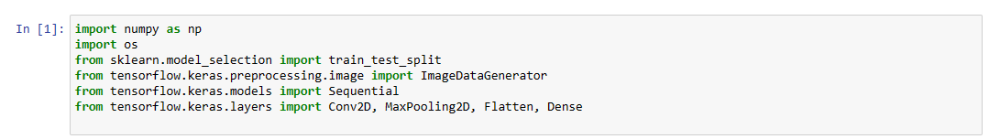 In [1]: import numpy as np
import os
from sklearn.model_selection import train_test_split
from tensorflow.keras.preprocessing.image import ImageDataGenerator
from tensorflow.keras.models import Sequential
from tensorflow.keras.layers import Conv2D, MaxPooling2D, Flatten, Dense